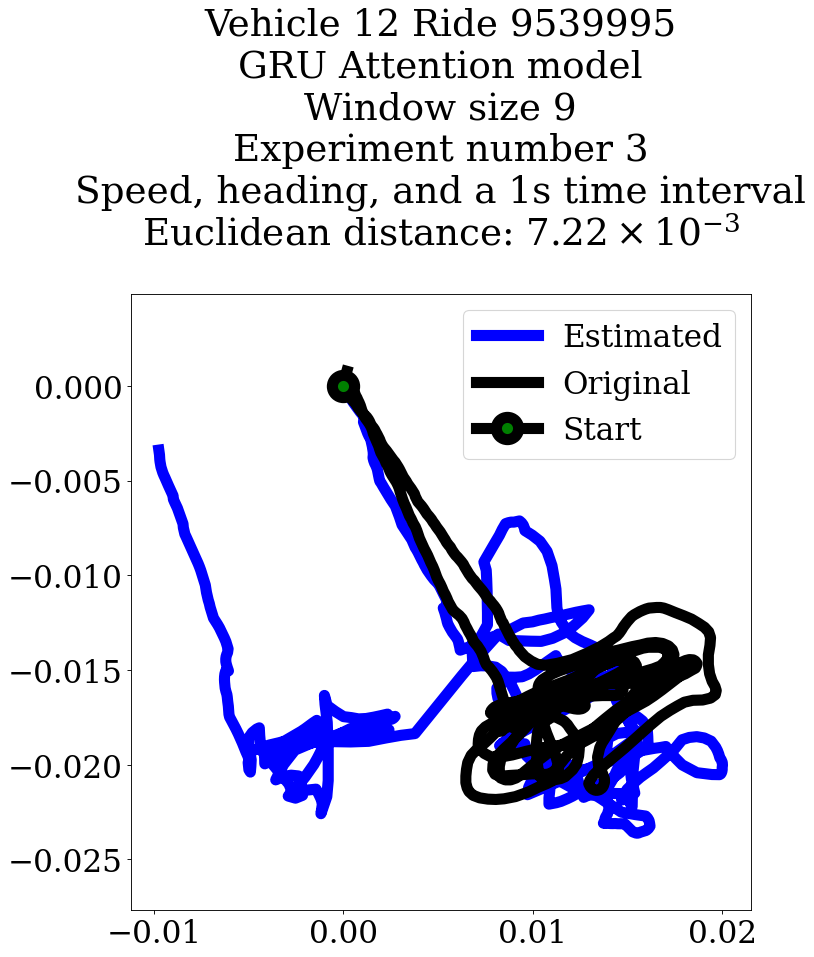 Vehicle 12 Ride 9539995
GRU Attention model
Window size 9
Experiment number 3
Speed, heading, and a 1s time interval
Euclidean distance: 7.22 × 10⁻³
Estimated
Original
Start
0.000
−0.005
−0.010
−0.015
−0.020
−0.025
−0.01 0.00 0.01 0.02